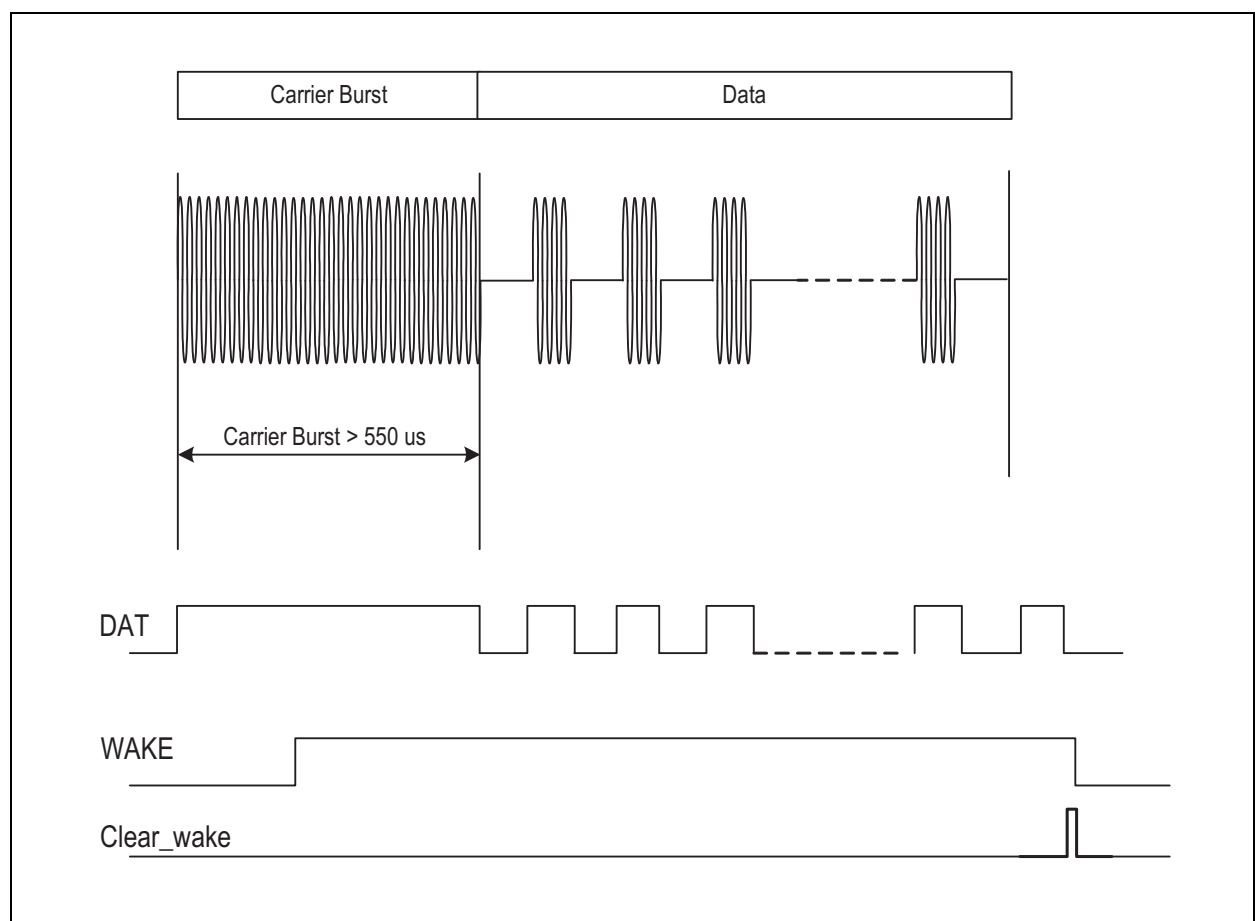 Carrier Burst
Data
Carrier Burst > 550 us
DAT
WAKE
Clear_wake